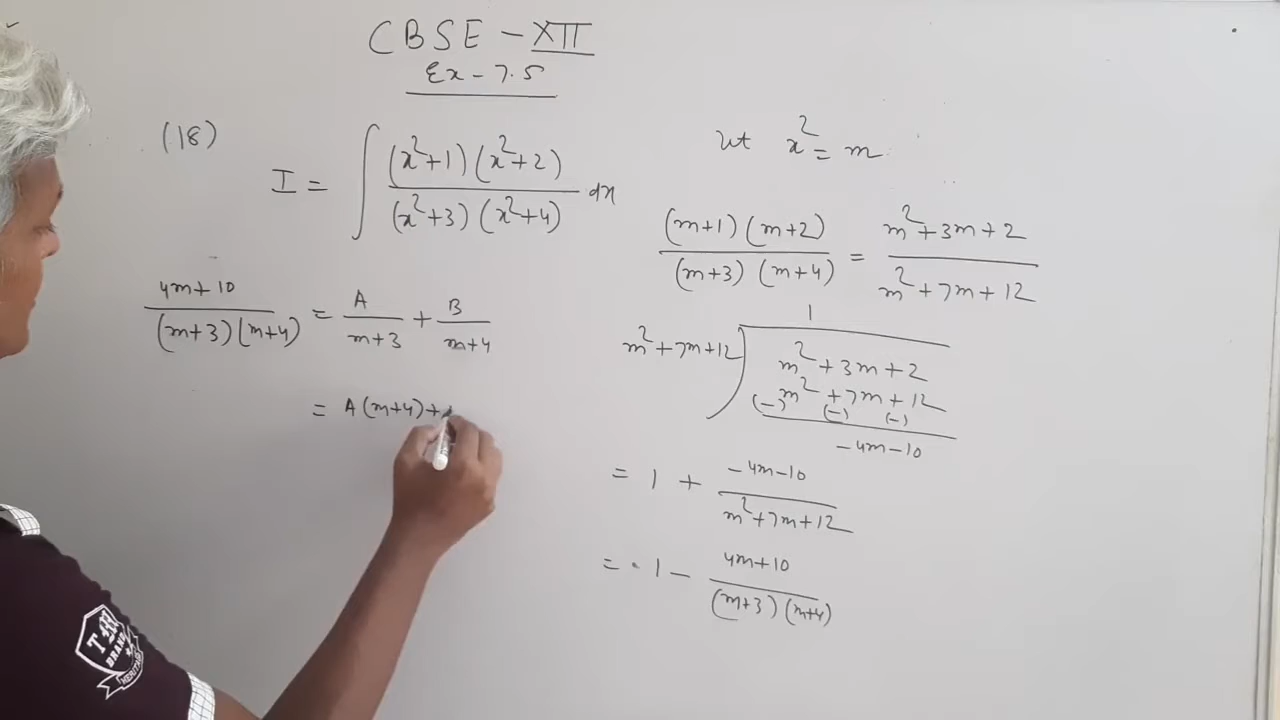 CBSE - XII
Ex - 7.5
(18)
I = ∫ (x²+1)(x²+2) / (x²+3)(x²+4) dx
let x² = m
(m+1)(m+2) / (m+3)(m+4) = m²+3m+2 / m²+7m+12
4m+10 / (m+3)(m+4) = A / m+3 + B / m+4
= A(m+4)+
1
m²+7m+12 ) m²+3m+2
m²+7m+12
(-) (-) (-)
-4m-10
= 1 + -4m-10 / m²+7m+12
= 1 - 4m+10 / (m+3)(m+4)
BRAND
HERITAG